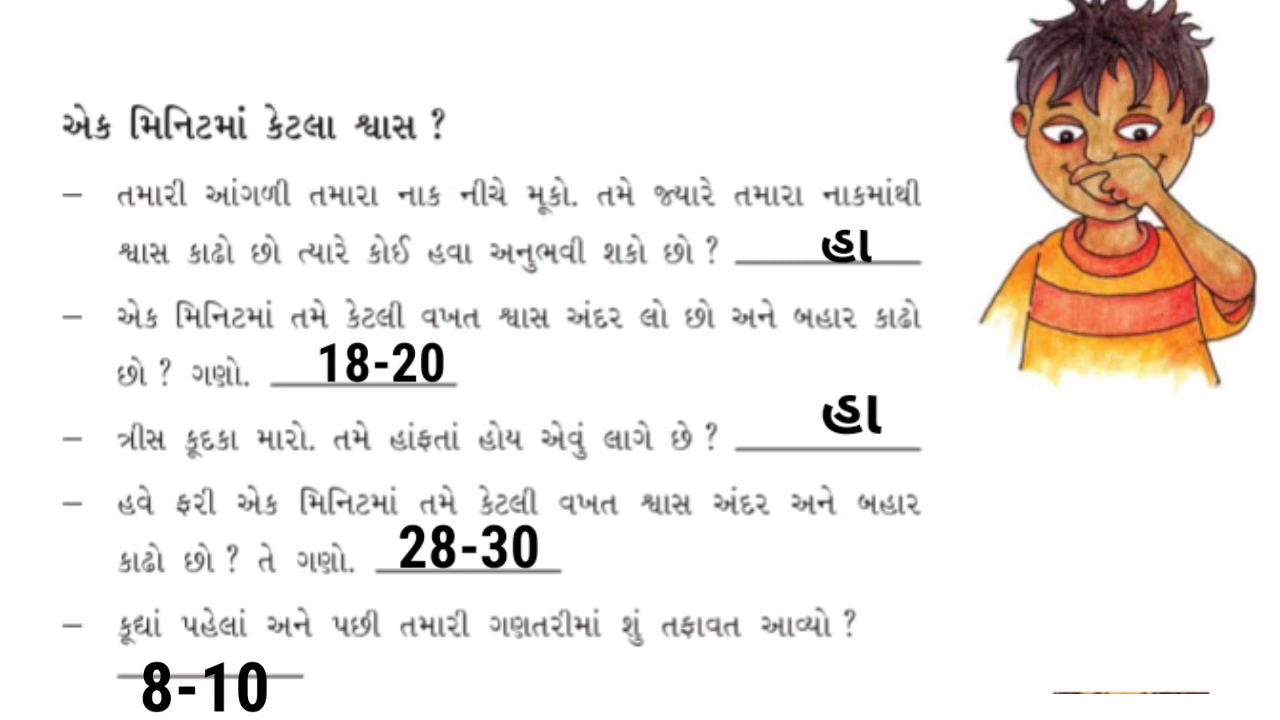 એક મિનિટમાં કેટલા શ્વાસ ?
– તમારી આંગળી તમારા નાક નીચે મૂકો. તમે જ્યારે તમારા નાકમાંથી
શ્વાસ કાઢો છો ત્યારે કોઈ હવા અનુભવી શકો છો ? હા
– એક મિનિટમાં તમે કેટલી વખત શ્વાસ અંદર લો છો અને બહાર કાઢો
છો ? ગણો. 18-20
– ત્રીસ કૂદકા મારો. તમે હાંફતાં હોય એવું લાગે છે ? હા
– હવે ફરી એક મિનિટમાં તમે કેટલી વખત શ્વાસ અંદર અને બહાર
કાઢો છો ? તે ગણો. 28-30
– કૂદ્યાં પહેલાં અને પછી તમારી ગણતરીમાં શું તફાવત આવ્યો ?
8-10